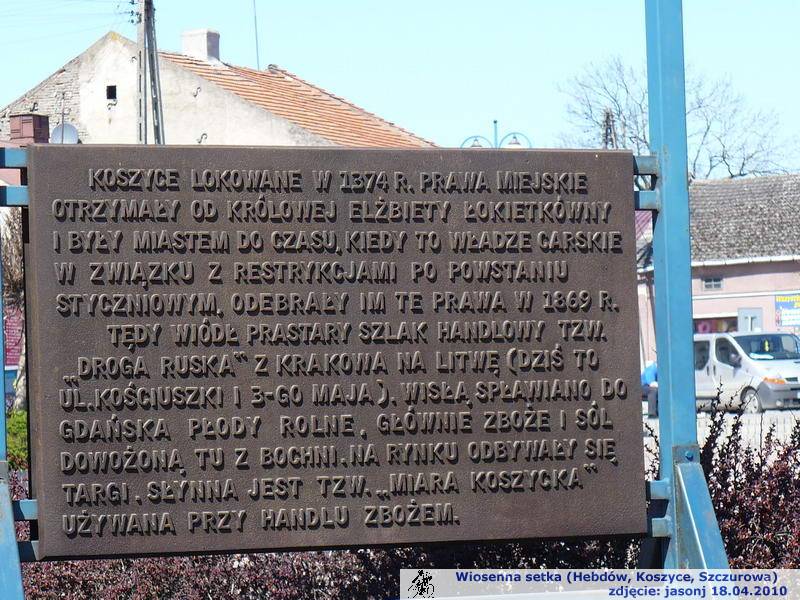 KOSZYCE LOKOWANE W 1374 R. PRAWA MIEJSKIE
OTRZYMAŁY OD KRÓLOWEJ ELŻBIETY ŁOKIETKÓWNY
I BYŁY MIASTEM DO CZASU, KIEDY TO WŁADZE CARSKIE
W ZWIĄZKU Z RESTRYKCJAMI PO POWSTANIU
STYCZNIOWYM, ODEBRAŁY IM TE PRAWA W 1869 R.
TĘDY WIÓDŁ PRASTARY SZLAK HANDLOWY TZW.
„DROGA RUSKA" Z KRAKOWA NA LITWĘ (DZIŚ TO
UL. KOŚCIUSZKI I 3-GO MAJA). WISŁĄ SPŁAWIANO DO
GDAŃSKA PŁODY ROLNE, GŁÓWNIE ZBOŻE I SÓL
DOWOŻONĄ TU Z BOCHNI. NA RYNKU ODBYWAŁY SIĘ
TARGI. SŁYNNA JEST TZW. „MIARA KOSZYCKA"
UŻYWANA PRZY HANDLU ZBOŻEM.
Wiosenna setka (Hebdów, Koszyce, Szczurowa)
zdjęcie: jasonj 18.04.2010